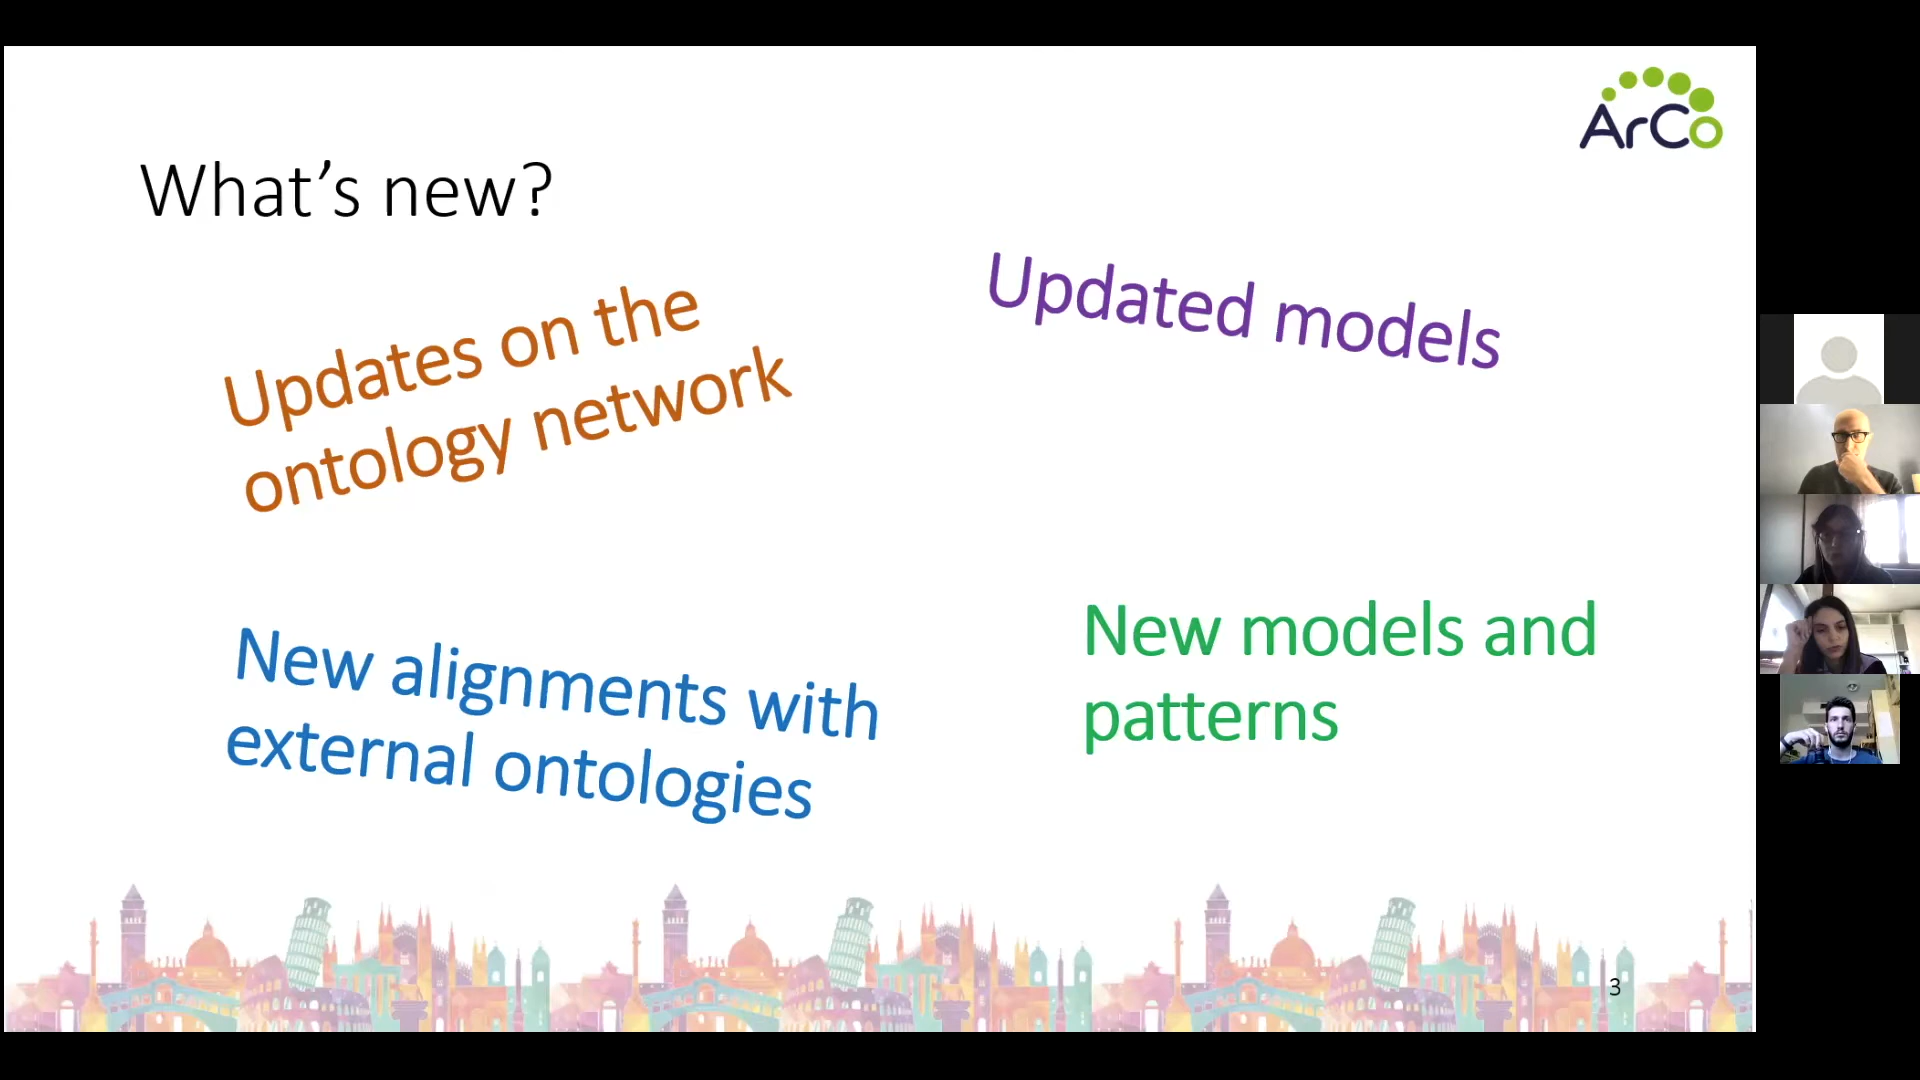 ArCo
What's new?
Updates on the
ontology network
Updated models
New alignments with
external ontologies
New models and
patterns
3